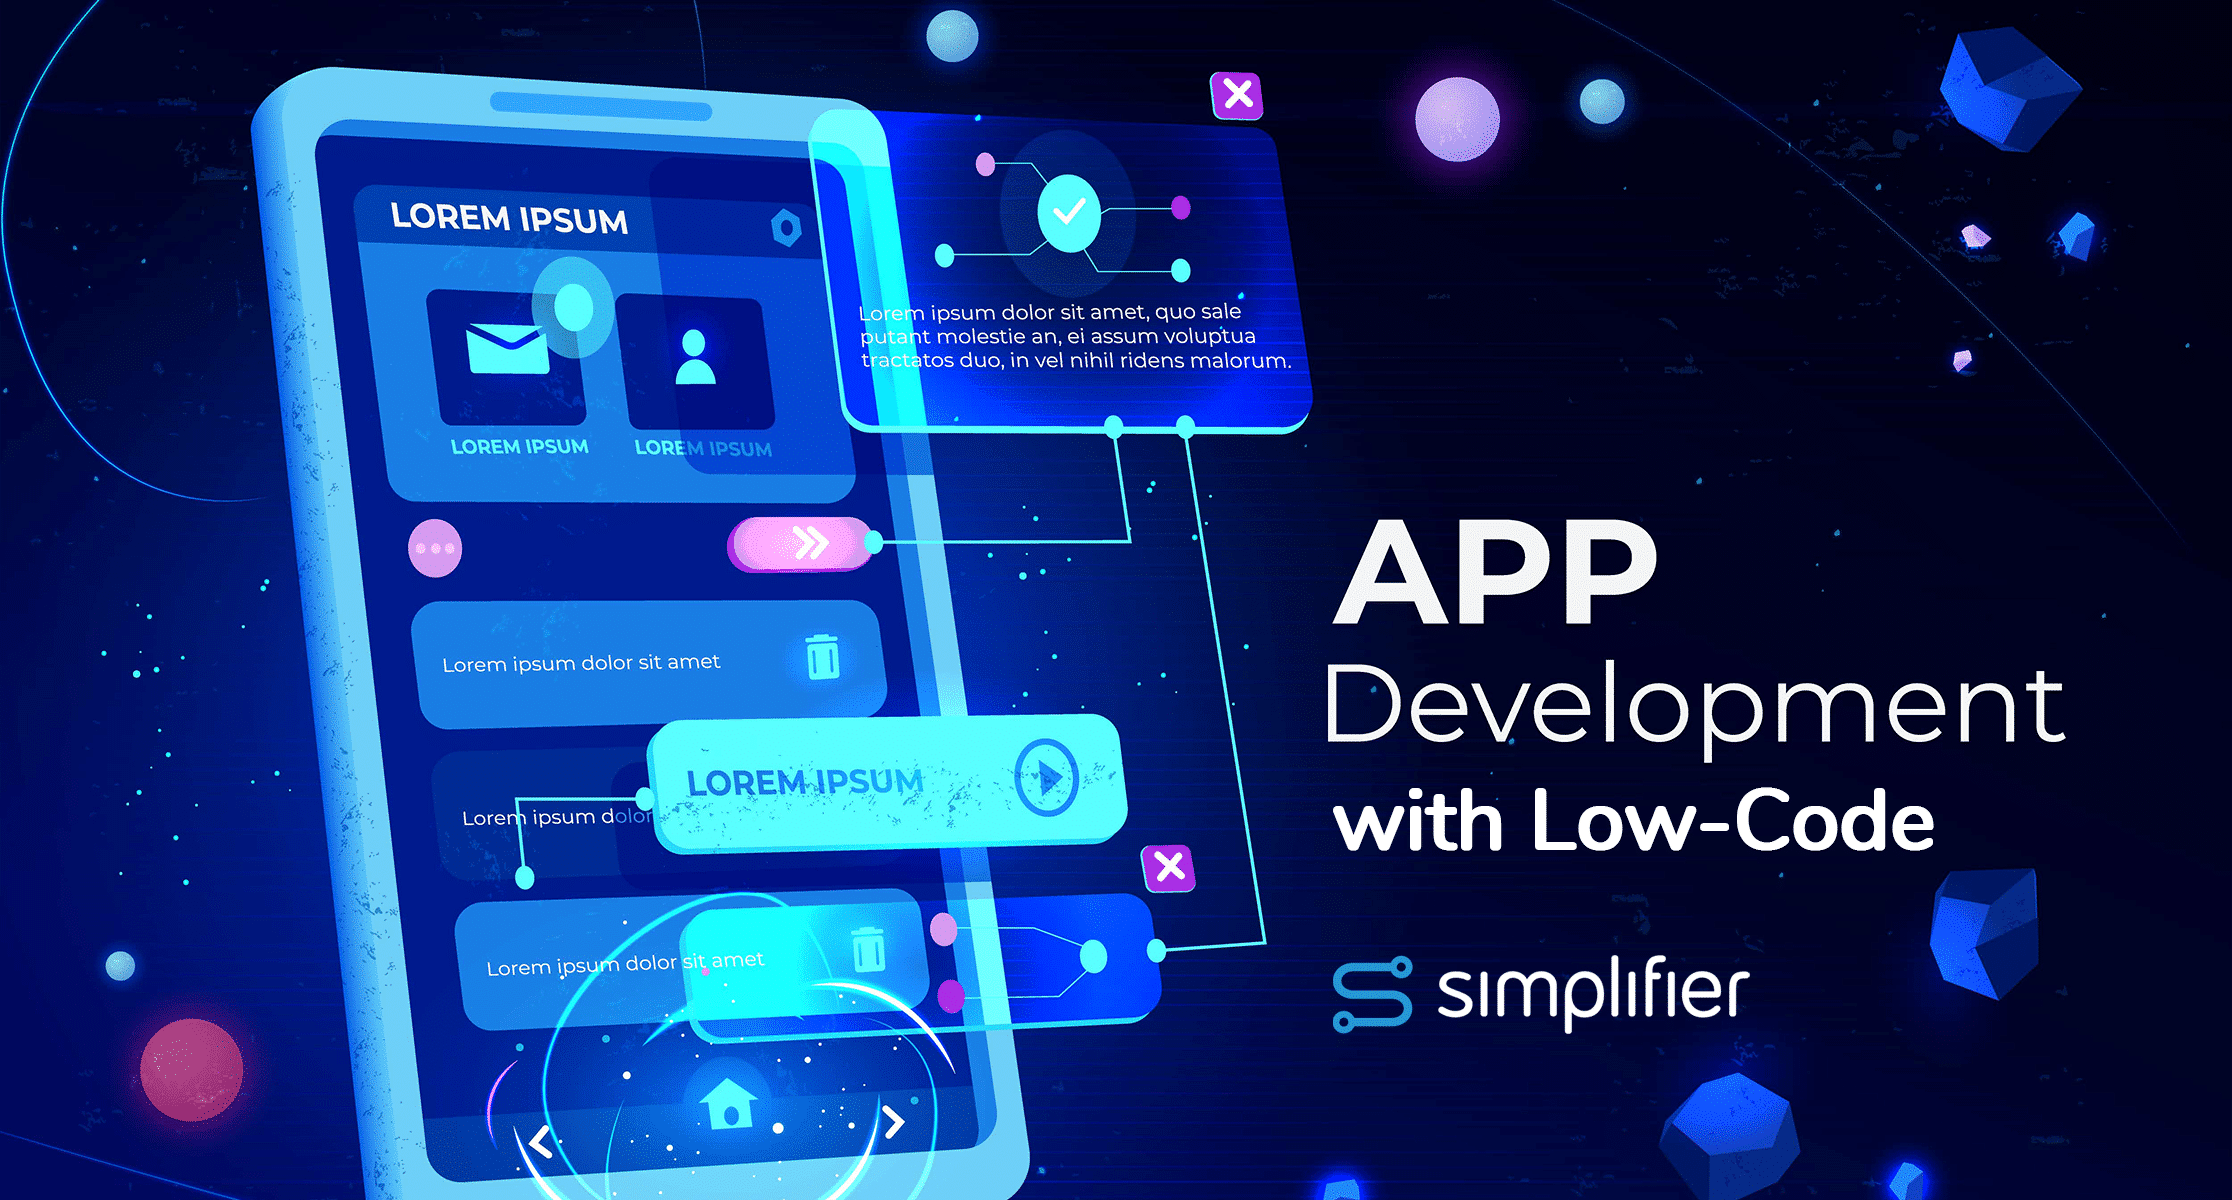 LOREM IPSUM
LOREM IPSUM
LOREM IPSUM
Lorem ipsum dolor sit amet, quo sale
putant molestie an, ei assum voluptua
tractatos duo, in vel nihil ridens malorum.
Lorem ipsum dolor sit amet
LOREM IPSUM
Lorem ipsum dolor
Lorem ipsum dolor sit amet
APP
Development
with Low-Code
simplifier